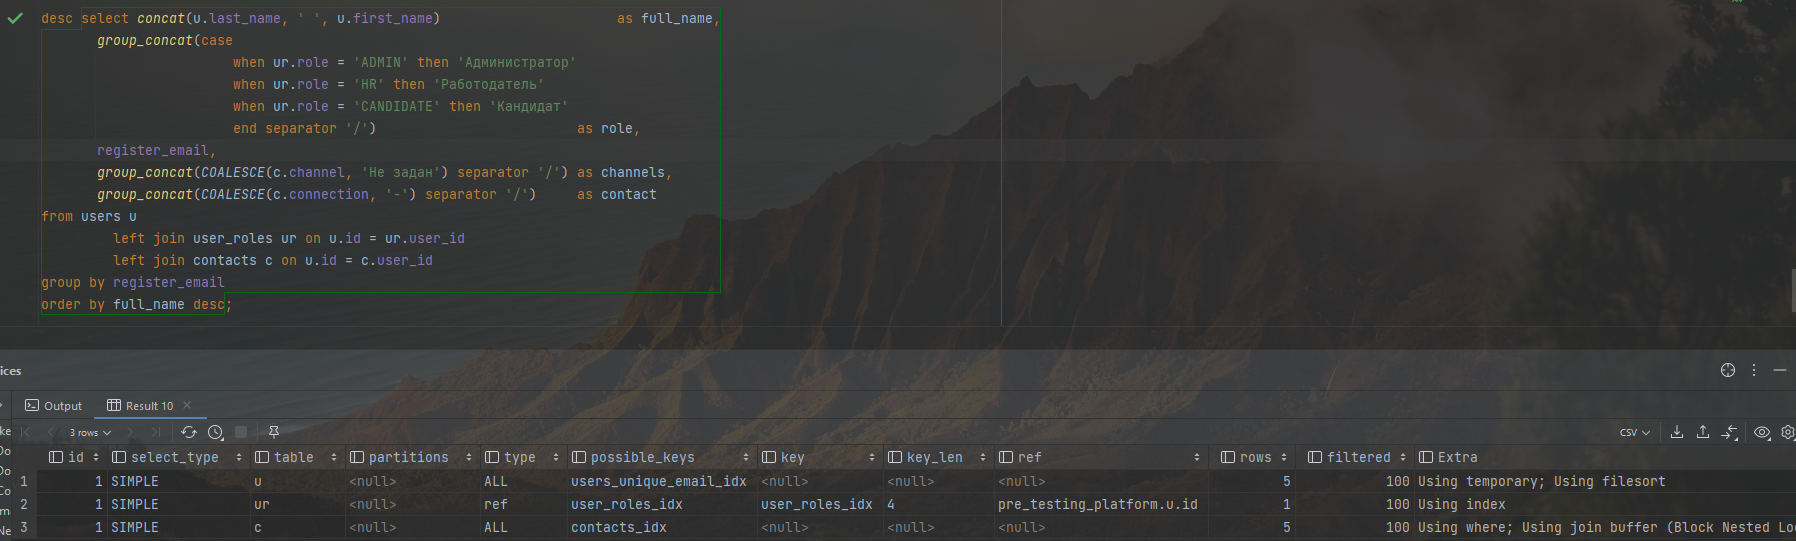 desc select concat(u.last_name, ' ', u.first_name) as full_name,
group_concat(case
when ur.role = 'ADMIN' then 'Администратор'
when ur.role = 'HR' then 'Работодатель'
when ur.role = 'CANDIDATE' then 'Кандидат'
end separator '/') as role,
register_email,
group_concat(COALESCE(c.channel, 'Не задан') separator '/') as channels,
group_concat(COALESCE(c.connection, '-') separator '/') as contact
from users u
left join user_roles ur on u.id = ur.user_id
left join contacts c on u.id = c.user_id
group by register_email
order by full_name desc;
ices
Output Result 10
3 rows CSV
id select_type table partitions type possible_keys key key_len ref rows filtered Extra
1 1 SIMPLE u <null> ALL users_unique_email_idx <null> <null> <null> 5 100 Using temporary; Using filesort
2 1 SIMPLE ur <null> ref user_roles_idx user_roles_idx 4 pre_testing_platform.u.id 1 100 Using index
3 1 SIMPLE c <null> ALL contacts_idx <null> <null> <null> 5 100 Using where; Using join buffer (Block Nested Loo